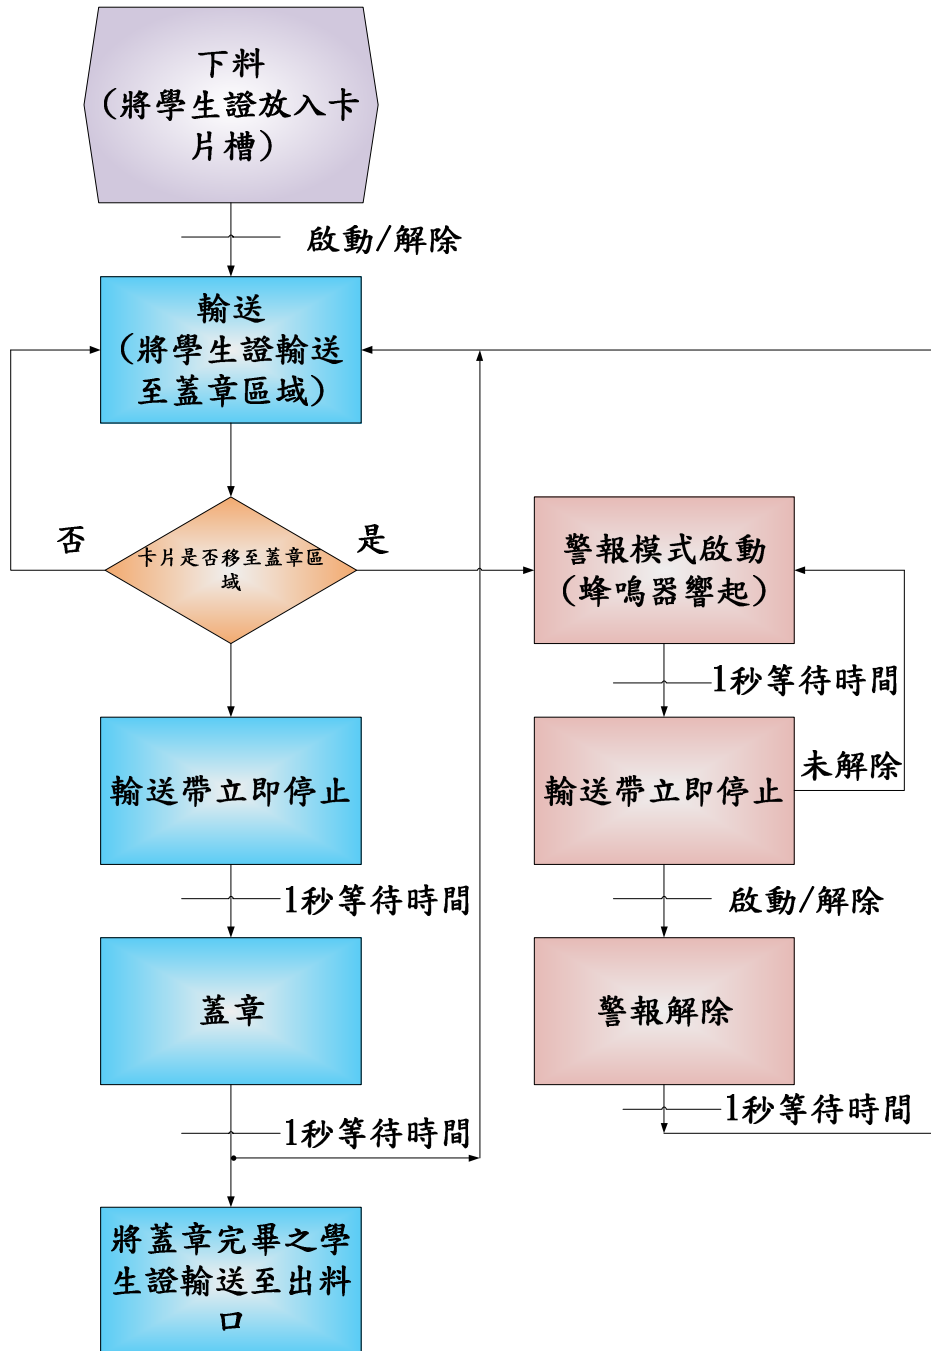 下料
(將學生證放入卡
片槽)
啟動/解除
輸送
(將學生證輸送
至蓋章區域)
否
卡片是否移至蓋章區
域
是
輸送帶立即停止
1秒等待時間
蓋章
1秒等待時間
將蓋章完畢之學
生證輸送至出料
口
警報模式啟動
(蜂鳴器響起)
1秒等待時間
輸送帶立即停止
未解除
啟動/解除
警報解除
1秒等待時間